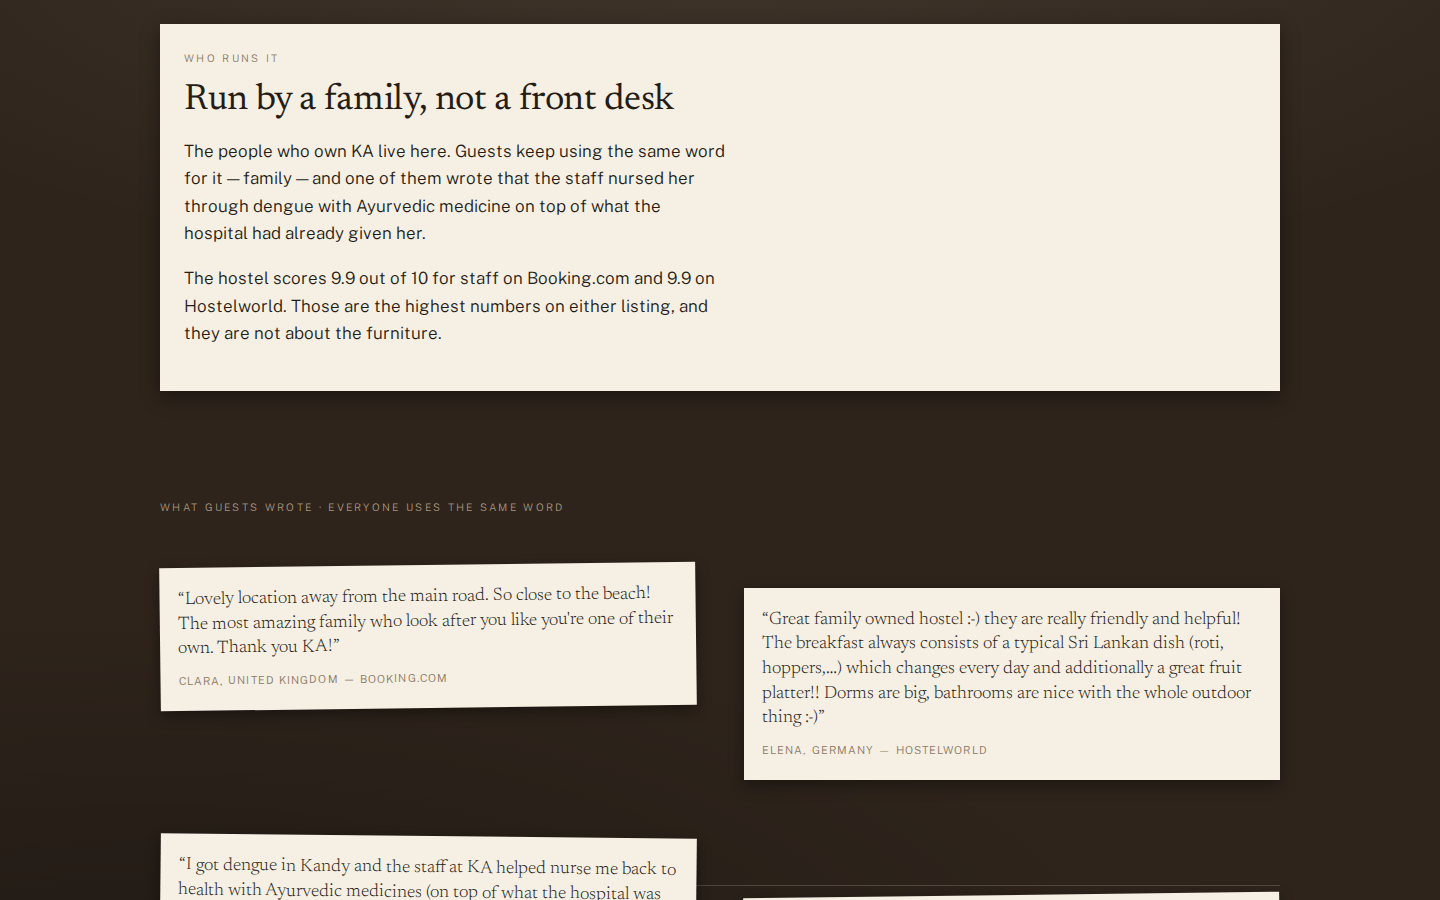 WHO RUNS IT
Run by a family, not a front desk
The people who own KA live here. Guests keep using the same word
for it — family — and one of them wrote that the staff nursed her
through dengue with Ayurvedic medicine on top of what the
hospital had already given her.
The hostel scores 9.9 out of 10 for staff on Booking.com and 9.9 on
Hostelworld. Those are the highest numbers on either listing, and
they are not about the furniture.
WHAT GUESTS WROTE · EVERYONE USES THE SAME WORD
“Lovely location away from the main road. So close to the beach!
The most amazing family who look after you like you're one of their
own. Thank you KA!”
CLARA, UNITED KINGDOM — BOOKING.COM
“Great family owned hostel :-) they are really friendly and helpful!
The breakfast always consists of a typical Sri Lankan dish (roti,
hoppers,...) which changes every day and additionally a great fruit
platter!! Dorms are big, bathrooms are nice with the whole outdoor
thing :-)”
ELENA, GERMANY — HOSTELWORLD
“I got dengue in Kandy and the staff at KA helped nurse me back to
health with Ayurvedic medicines (on top of what the hospital was